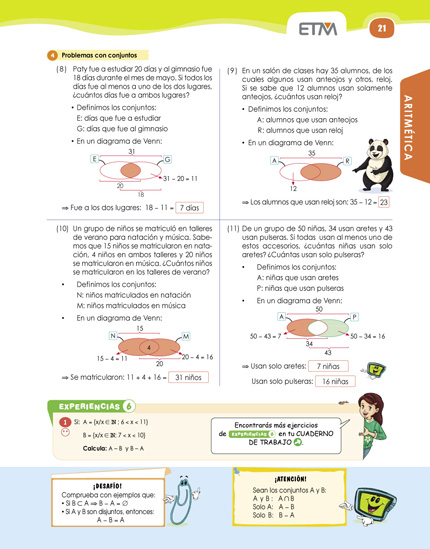 ETM
21
ARITMÉTICA
4 Problemas con conjuntos
(8) Paty fue a estudiar 20 días y al gimnasio fue
18 días durante el mes de mayo. Si todos los
días fue al menos a uno de los dos lugares,
¿cuántos días fue a ambos lugares?
• Definimos los conjuntos:
E: días que fue a estudiar
G: días que fue al gimnasio
• En un diagrama de Venn:
31
E G
31 – 20 = 11
20
18
⇒ Fue a los dos lugares: 18 – 11 = 7 días
(9) En un salón de clases hay 35 alumnos, de los
cuales algunos usan anteojos y otros, reloj.
Si se sabe que 12 alumnos usan solamente
anteojos, ¿cuántos usan reloj?
• Definimos los conjuntos:
A: alumnos que usan anteojos
R: alumnos que usan reloj
• En un diagrama de Venn:
35
A R
12
⇒ Los alumnos que usan reloj son: 35 – 12 = 23
(10) Un grupo de niños se matriculó en talleres
de verano para natación y música. Sabe-
mos que 15 niños se matricularon en nata-
ción, 4 niños en ambos talleres y 20 niños
se matricularon en música. ¿Cuántos niños
se matricularon en los talleres de verano?
• Definimos los conjuntos:
N: niños matriculados en natación
M: niños matriculados en música
• En un diagrama de Venn:
15
N M
4
15 – 4 = 11
20 – 4 = 16
20
⇒ Se matricularon: 11 + 4 + 16 = 31 niños
(11) De un grupo de 50 niñas, 34 usan aretes y 43
usan pulseras. Si todas usan al menos uno de
estos accesorios, ¿cuántas niñas usan solo
aretes? ¿Cuántas usan solo pulseras?
• Definimos los conjuntos:
A: niñas que usan aretes
P: niñas que usan pulseras
• En un diagrama de Venn:
50
A P
50 – 43 = 7
50 – 34 = 16
34
43
⇒ Usan solo aretes: 7 niñas
Usan solo pulseras: 16 niñas
EXPERIENCIAS 6
1 Si: A = {x/x ∈ ℕ ; 6 < x < 11}
B = {x/x ∈ ℕ; 7 < x < 10}
Calcula: A – B y B – A
Encontrarás más ejercicios
de EXPERIENCIAS 6 en tu CUADERNO
DE TRABAJO
¡DESAFÍO!
Comprueba con ejemplos que:
• Si B ⊂ A ⇒ B – A = ∅
• Si A y B son disjuntos, entonces:
A – B = A
¡ATENCIÓN!
Sean los conjuntos A y B:
A y B : A ∩ B
Solo A: A – B
Solo B: B – A